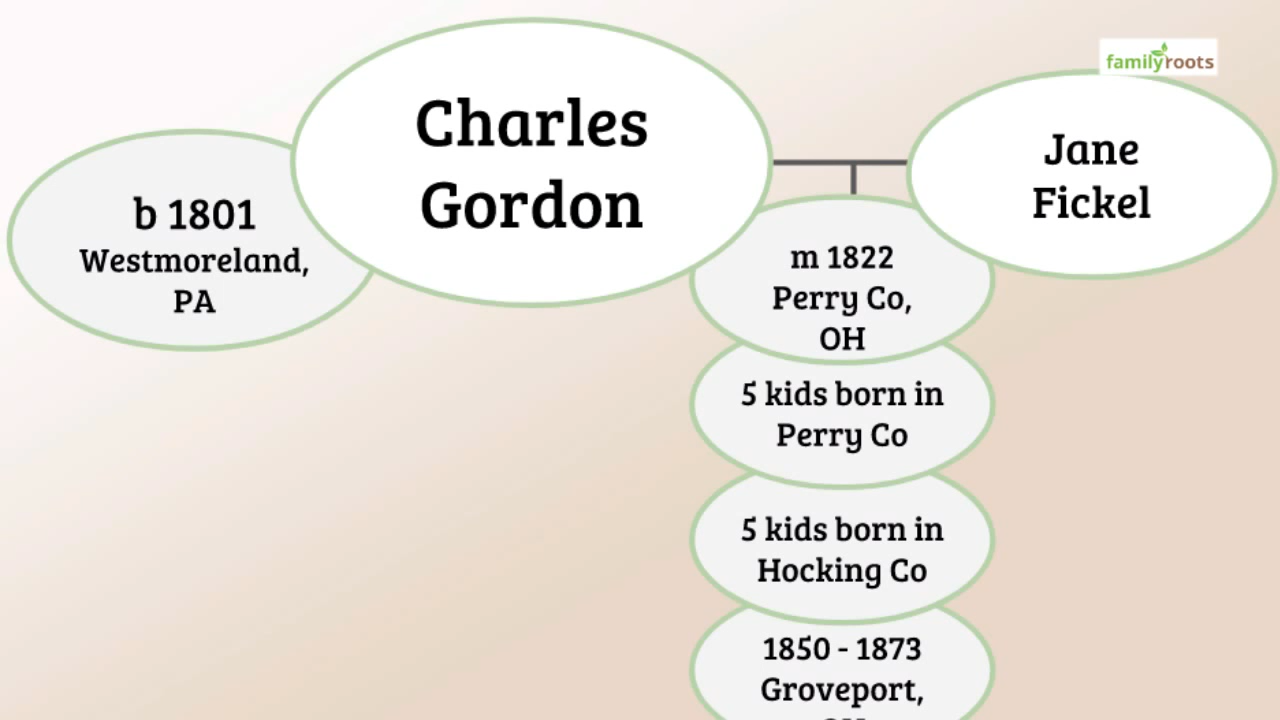 familyroots
Charles
Gordon
Jane
Fickel
b 1801
Westmoreland,
PA
m 1822
Perry Co,
OH
5 kids born in
Perry Co
5 kids born in
Hocking Co
1850 - 1873
Groveport,